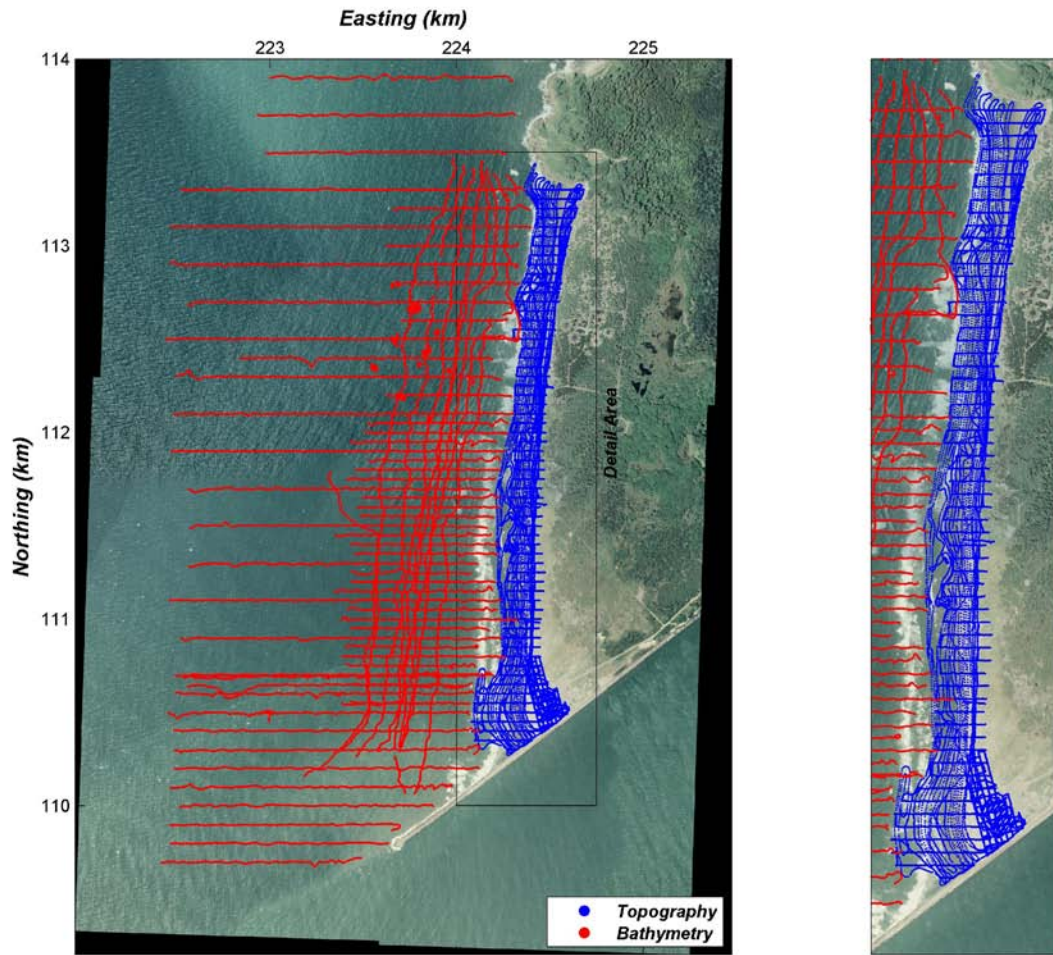 Easting (km)
223 224 225
114
113
112
111
110
Northing (km)
Detail Area
Topography
Bathymetry